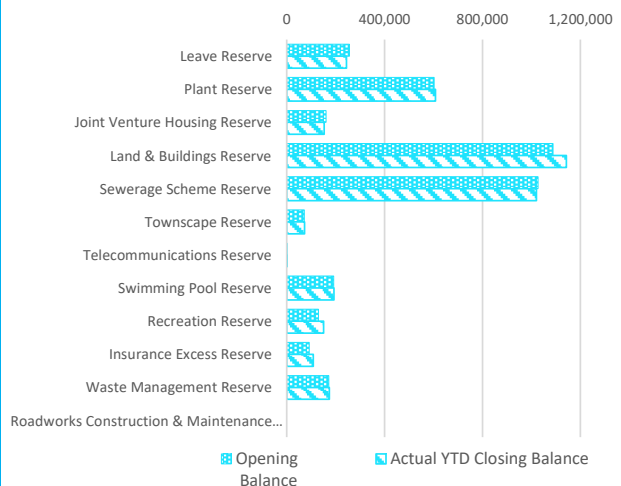 0 400,000 800,000 1,200,000
Leave Reserve
Plant Reserve
Joint Venture Housing Reserve
Land & Buildings Reserve
Sewerage Scheme Reserve
Townscape Reserve
Telecommunications Reserve
Swimming Pool Reserve
Recreation Reserve
Insurance Excess Reserve
Waste Management Reserve
Roadworks Construction & Maintenance...
Opening Balance
Actual YTD Closing Balance